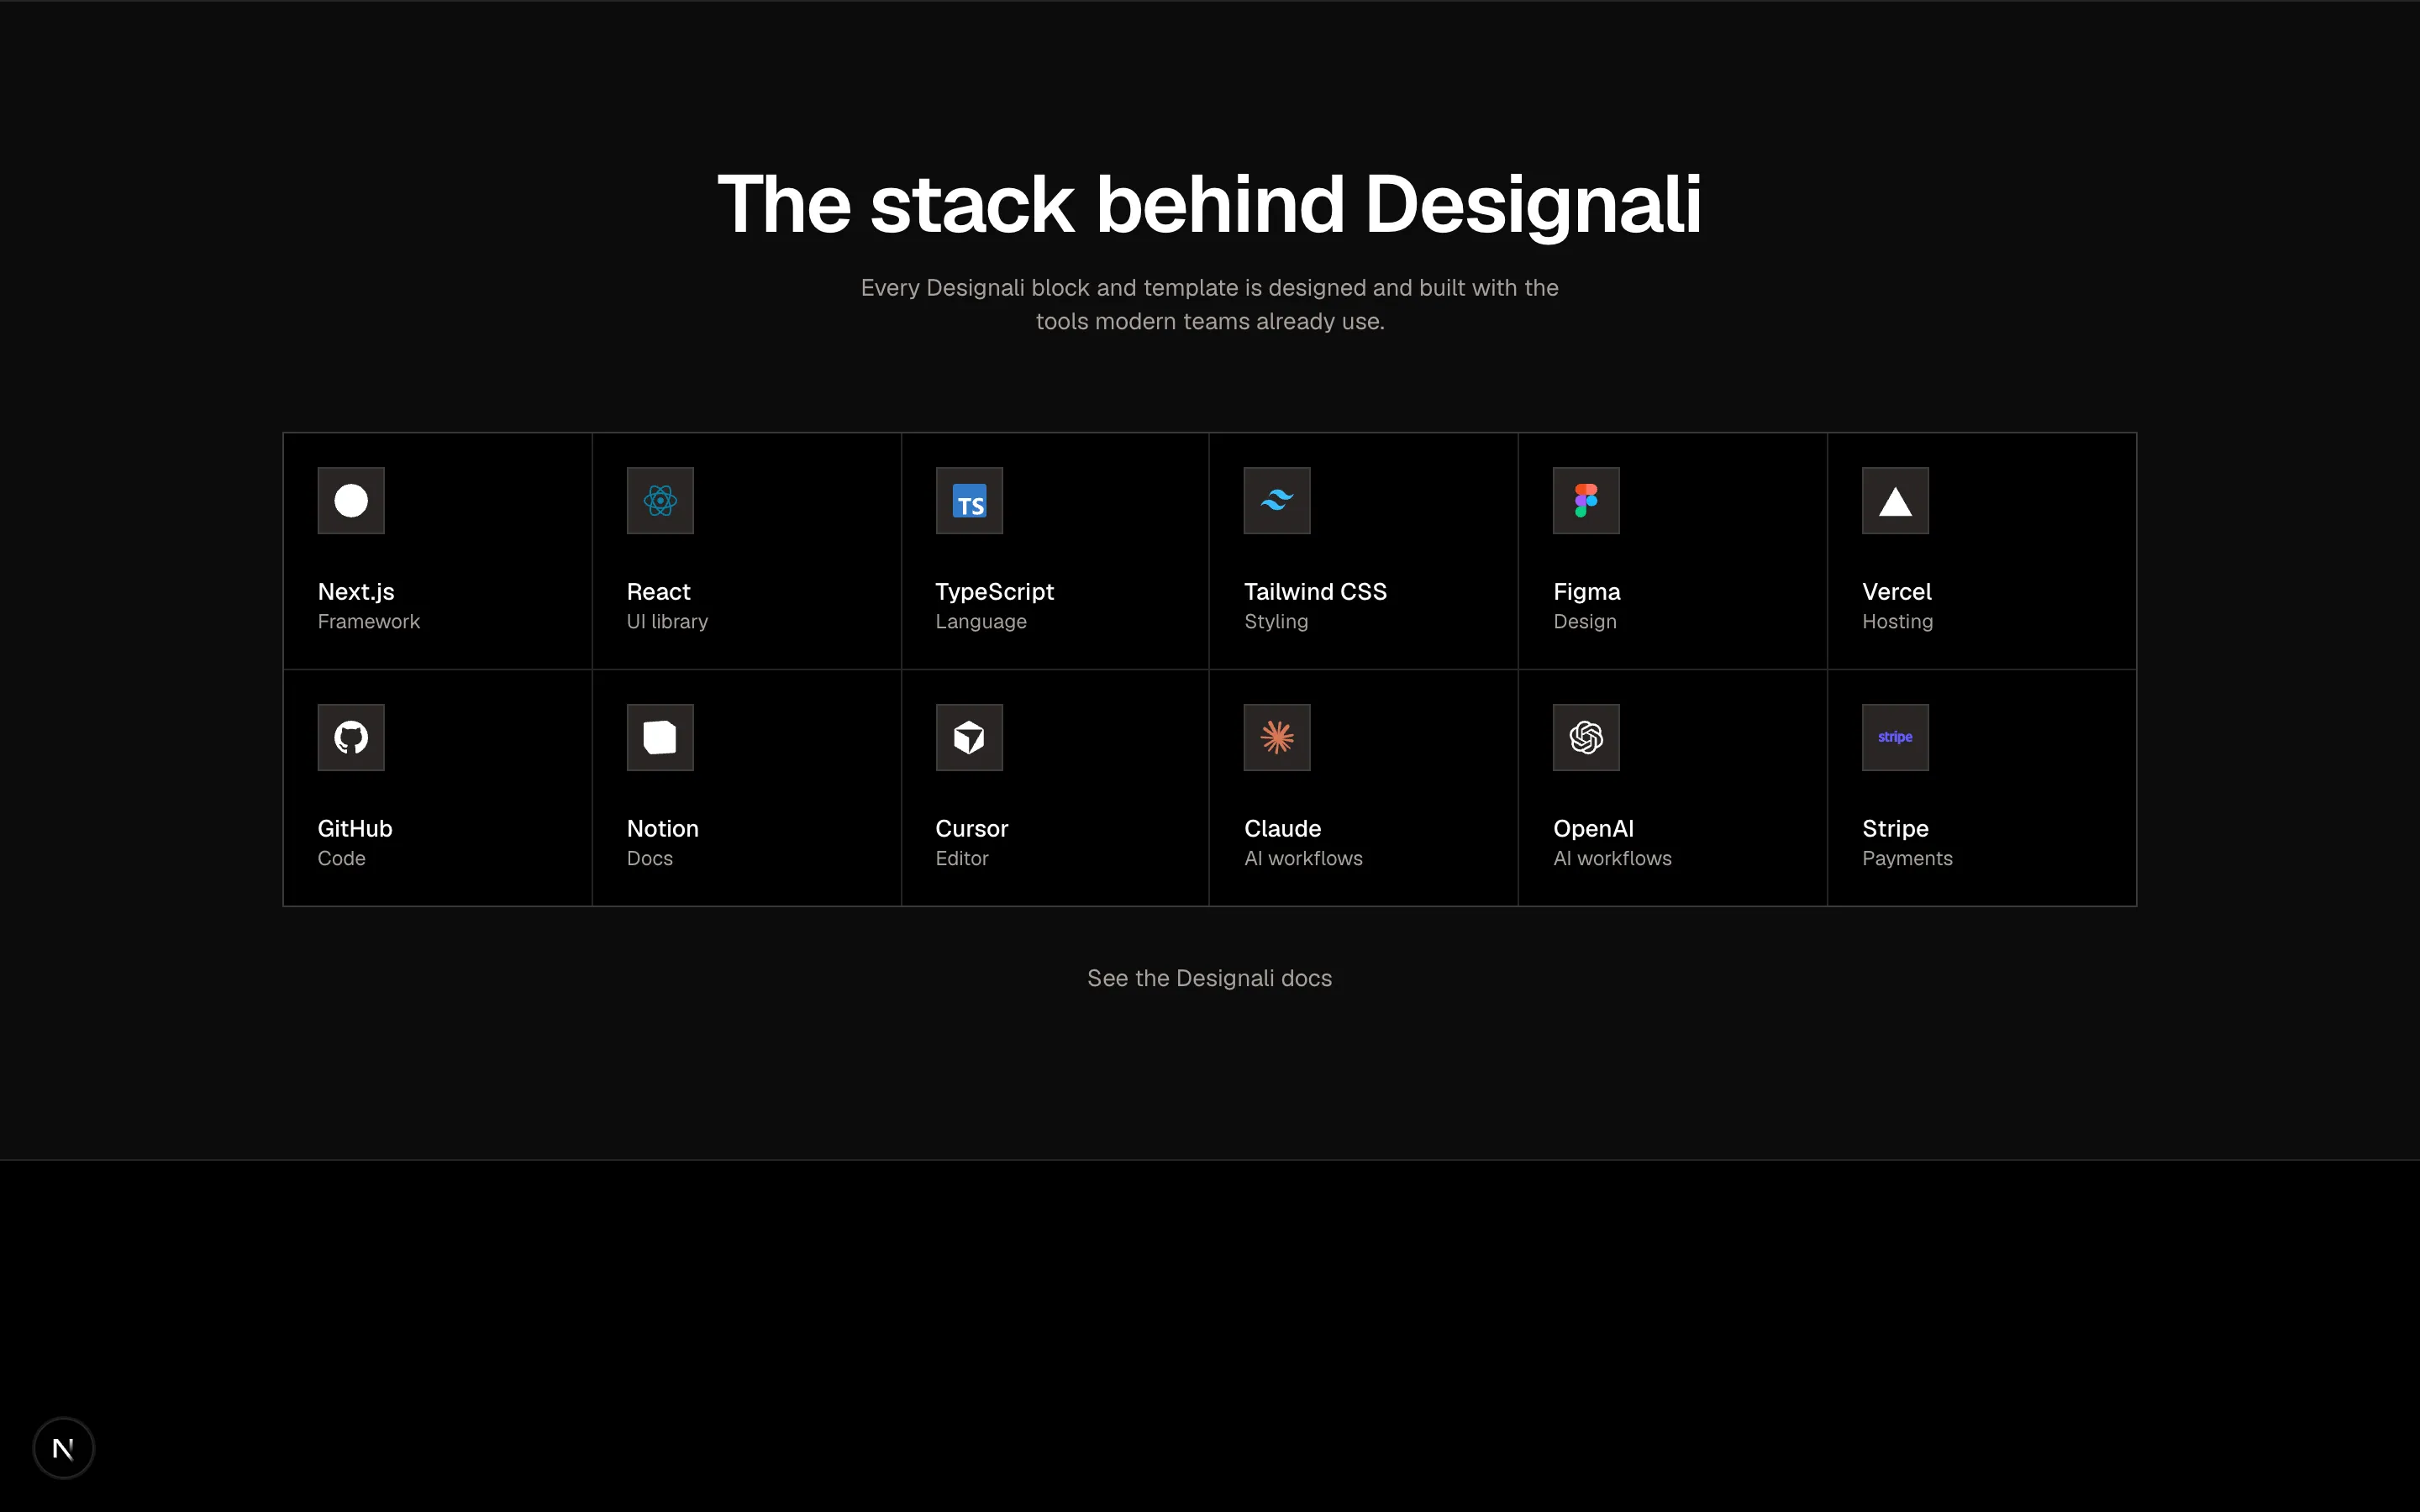 The stack behind Designali
Every Designali block and template is designed and built with the
tools modern teams already use.
TS
Next.js
Framework
React
UI library
TypeScript
Language
Tailwind CSS
Styling
Figma
Design
Vercel
Hosting
stripe
GitHub
Code
Notion
Docs
Cursor
Editor
Claude
AI workflows
OpenAI
AI workflows
Stripe
Payments
See the Designali docs
N